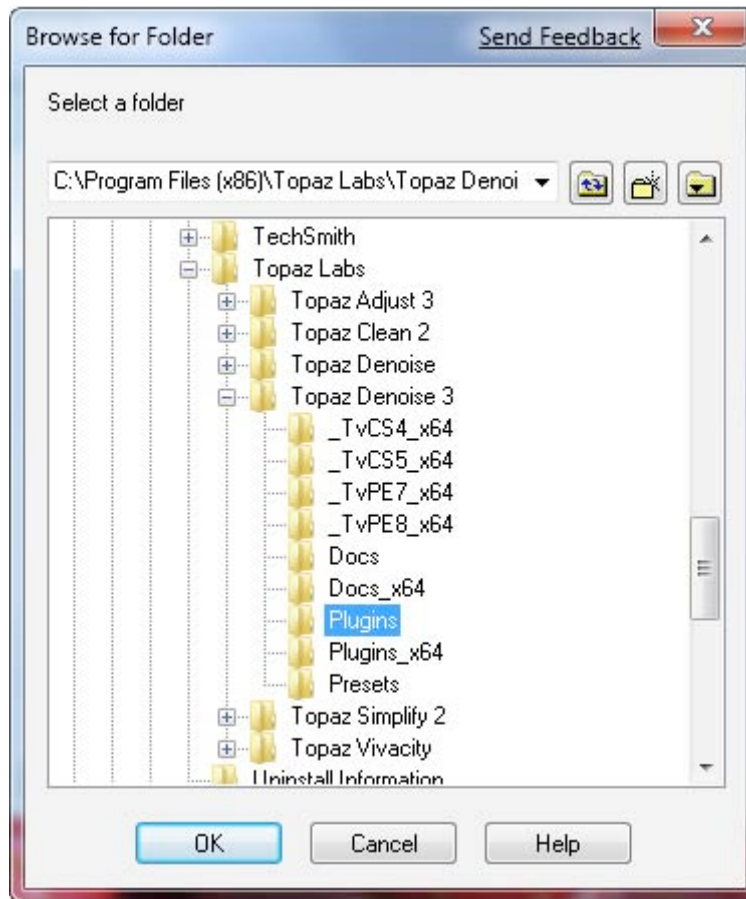 Browse for Folder Send Feedback
Select a folder
C:\Program Files (x86)\Topaz Labs\Topaz Denoi
TechSmith
Topaz Labs
Topaz Adjust 3
Topaz Clean 2
Topaz Denoise
Topaz Denoise 3
_TvCS4_x64
_TvCS5_x64
_TvPE7_x64
_TvPE8_x64
Docs
Docs_x64
Plugins
Plugins_x64
Presets
Topaz Simplify 2
Topaz Vivacity
Uninstall Information
OK Cancel Help